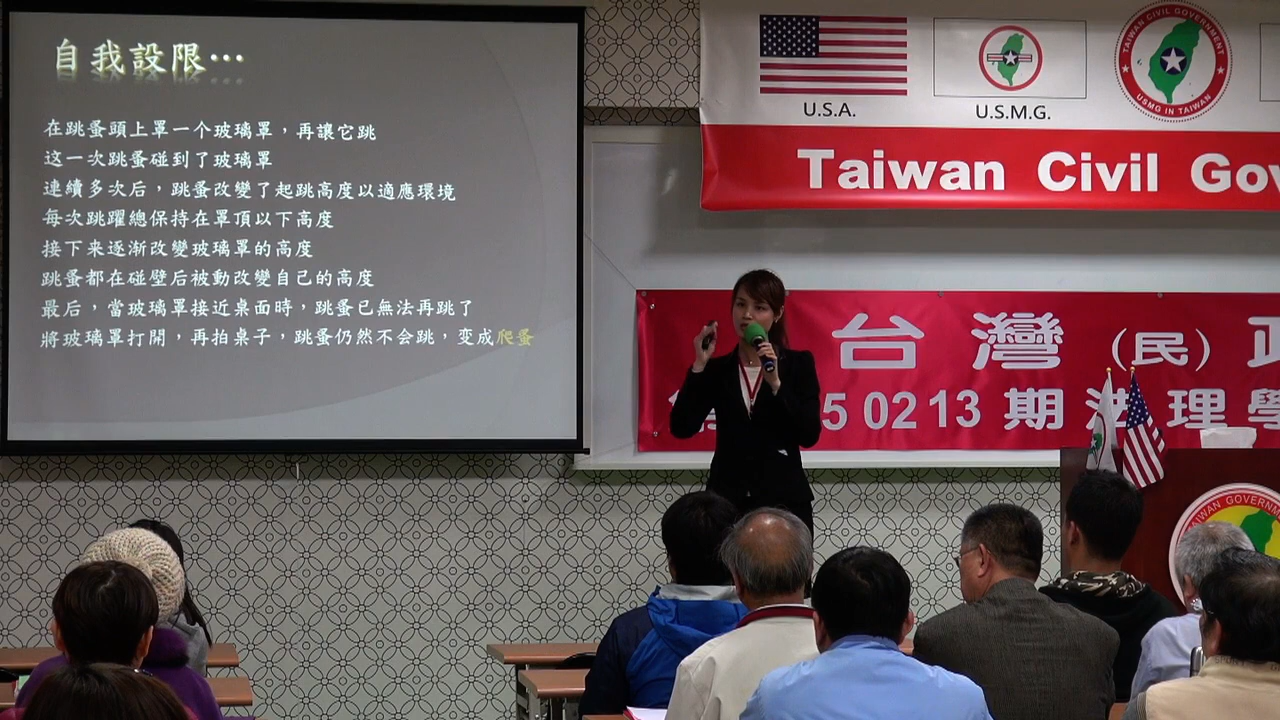 自我設限…
在跳蚤頭上罩一个玻璃罩，再讓它跳
这一次跳蚤碰到了玻璃罩
連續多次后，跳蚤改變了起跳高度以適應環境
每次跳躍總保持在罩頂以下高度
接下来逐渐改變玻璃罩的高度
跳蚤都在碰壁后被動改變自己的高度
最后，當玻璃罩接近桌面時，跳蚤已無法再跳了
將玻璃罩打開，再拍桌子，跳蚤仍然不会跳，变成爬蚤
U.S.A.
U.S.M.G.
TAIWAN CIVIL GOVERNMENT
USMG IN TAIWAN
Taiwan Civil Gov
台灣（民）
50213 期 法理學
TAIWAN GOVERNM